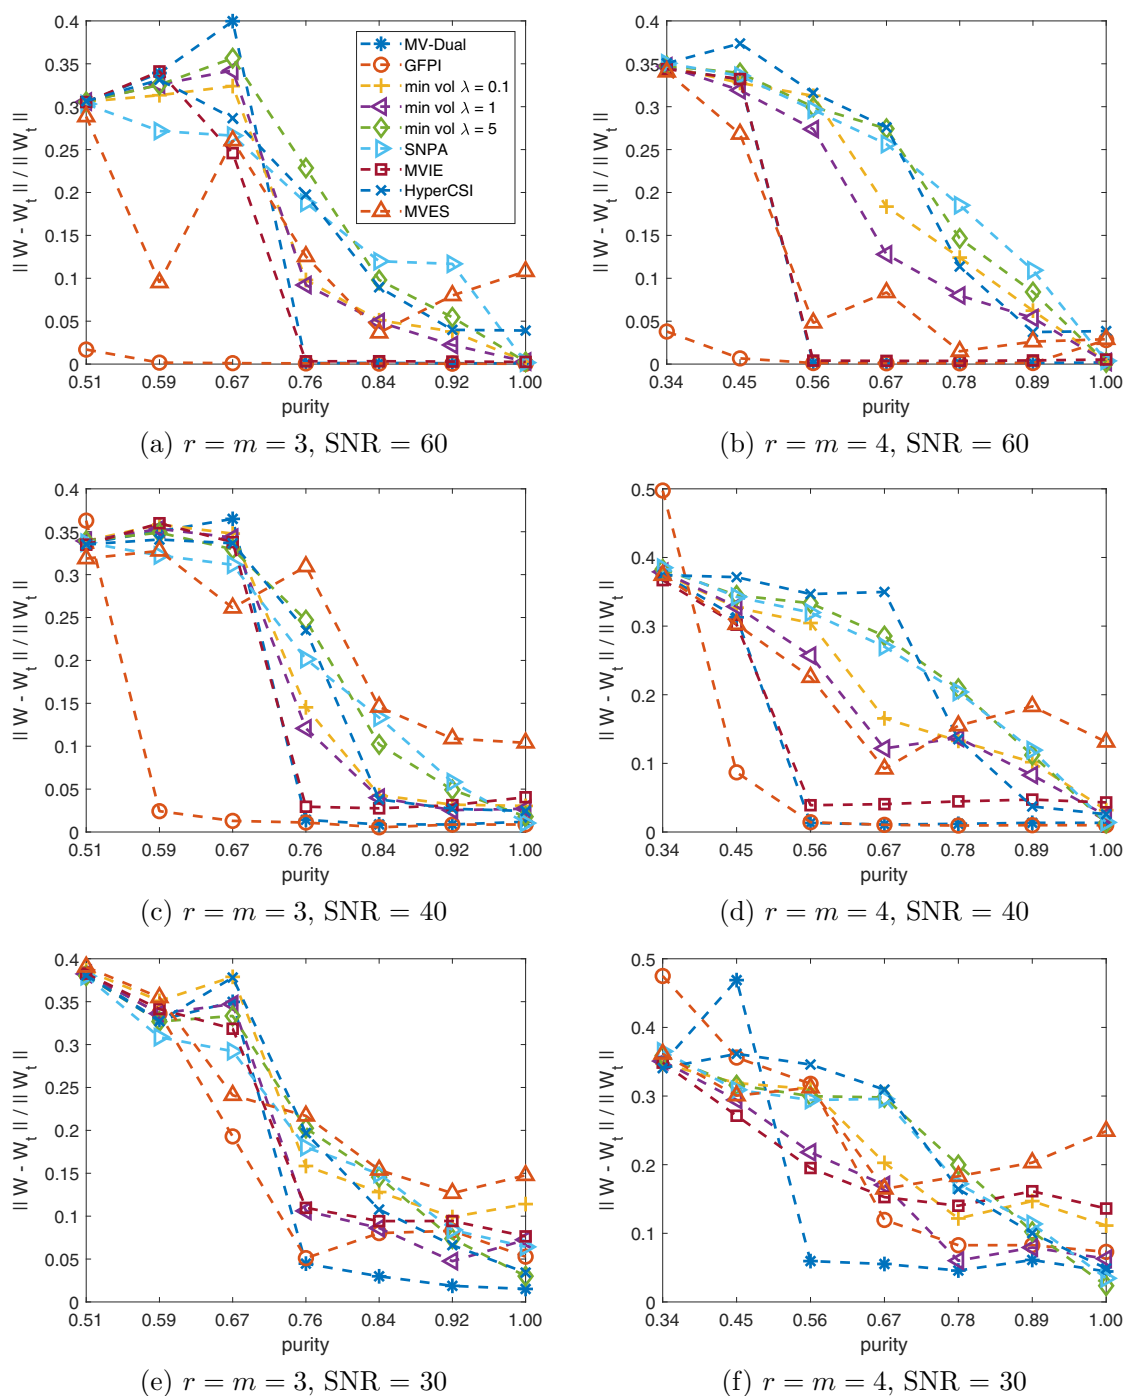 0.4
0.35
0.3
0.25
0.2
0.15
0.1
0.05
0
|| W - W_t || / || W_t ||
MV-Dual
GFPI
min vol λ = 0.1
min vol λ = 1
min vol λ = 5
SNPA
MVIE
HyperCSI
MVES
0.51 0.59 0.67 0.76 0.84 0.92 1.00
purity
(a) r = m = 3, SNR = 60
0.4
0.35
0.3
0.25
0.2
0.15
0.1
0.05
0
|| W - W_t || / || W_t ||
0.34 0.45 0.56 0.67 0.78 0.89 1.00
purity
(b) r = m = 4, SNR = 60
0.4
0.35
0.3
0.25
0.2
0.15
0.1
0.05
0
|| W - W_t || / || W_t ||
0.51 0.59 0.67 0.76 0.84 0.92 1.00
purity
(c) r = m = 3, SNR = 40
0.5
0.4
0.3
0.2
0.1
0
|| W - W_t || / || W_t ||
0.34 0.45 0.56 0.67 0.78 0.89 1.00
purity
(d) r = m = 4, SNR = 40
0.4
0.35
0.3
0.25
0.2
0.15
0.1
0.05
0
|| W - W_t || / || W_t ||
0.51 0.59 0.67 0.76 0.84 0.92 1.00
purity
(e) r = m = 3, SNR = 30
0.5
0.4
0.3
0.2
0.1
0
|| W - W_t || / || W_t ||
0.34 0.45 0.56 0.67 0.78 0.89 1.00
purity
(f) r = m = 4, SNR = 30